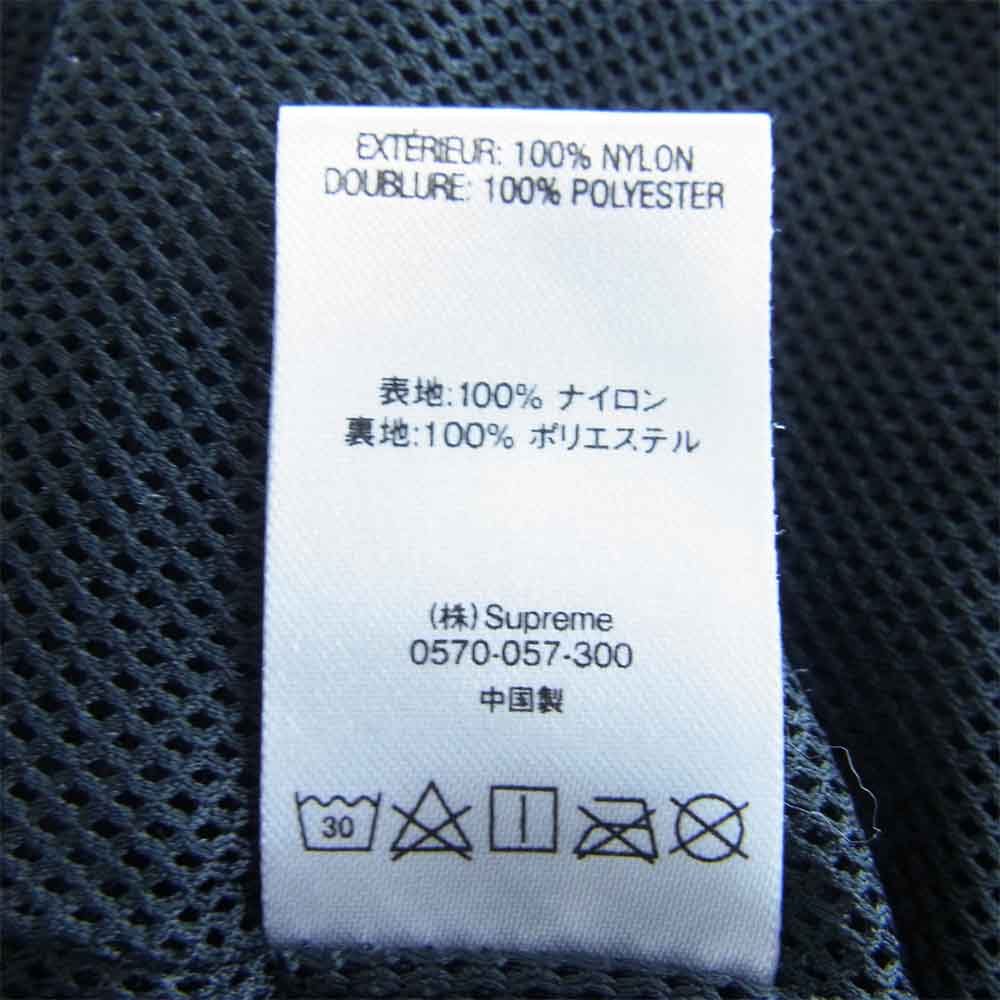 EXTÉRIEUR: 100% NYLON
DOUBLURE: 100% POLYESTER
表地:100% ナイロン
裏地:100% ポリエステル
(株)Supreme
0570-057-300
中国製
30